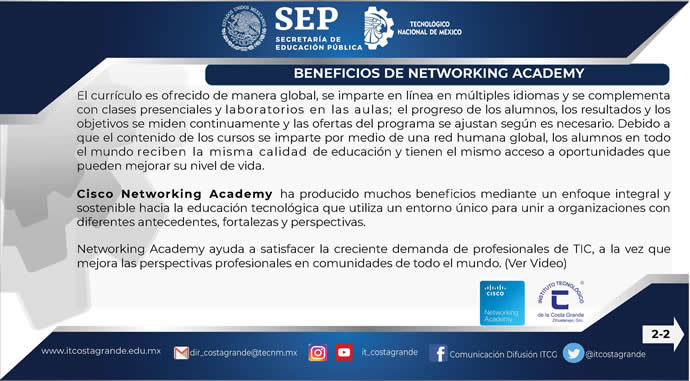 ESTADOS UNIDOS MEXICANOS
SEP
SECRETARÍA DE
EDUCACIÓN PÚBLICA
TECNOLÓGICO
NACIONAL DE MÉXICO
BENEFICIOS DE NETWORKING ACADEMY
El currículo es ofrecido de manera global, se imparte en línea en múltiples idiomas y se complementa
con clases presenciales y laboratorios en las aulas; el progreso de los alumnos, los resultados y los
objetivos se miden continuamente y las ofertas del programa se ajustan según es necesario. Debido a
que el contenido de los cursos se imparte por medio de una red humana global, los alumnos en todo
el mundo reciben la misma calidad de educación y tienen el mismo acceso a oportunidades que
pueden mejorar su nivel de vida.
Cisco Networking Academy ha producido muchos beneficios mediante un enfoque integral y
sostenible hacia la educación tecnológica que utiliza un entorno único para unir a organizaciones con
diferentes antecedentes, fortalezas y perspectivas.
Networking Academy ayuda a satisfacer la creciente demanda de profesionales de TIC, a la vez que
mejora las perspectivas profesionales en comunidades de todo el mundo. (Ver Video)
CISCO
Networking
Academy
INSTITUTO TECNOLÓGICO
de la Costa Grande
Zihuatanejo, Gro.
2-2
www.itcostagrande.edu.mx
dir_costagrande@tecnm.mx
it_costagrande
Comunicación Difusión ITCG
@itcostagrande